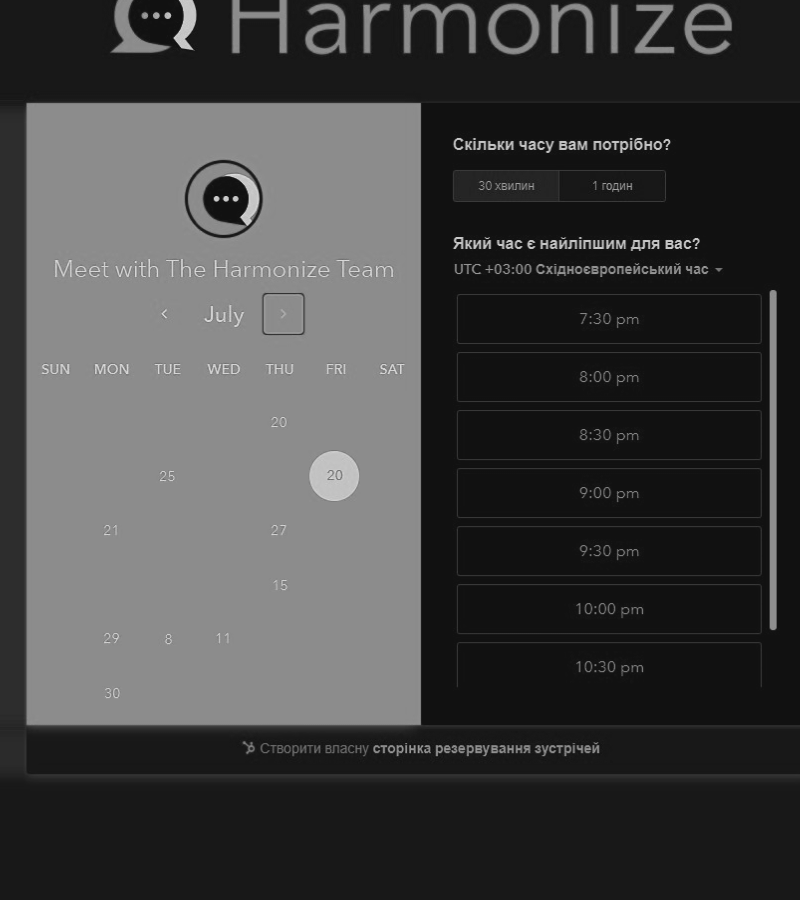 Harmonize
Meet with The Harmonize Team
July
SUN MON TUE WED THU FRI SAT
20
25 20
21 27
15
29 8 11
30
Скільки часу вам потрібно?
30 хвилин 1 годин
Який час є найліпшим для вас?
UTC +03:00 Східноєвропейський час
7:30 pm
8:00 pm
8:30 pm
9:00 pm
9:30 pm
10:00 pm
10:30 pm
Створити власну сторінка резервування зустрічей